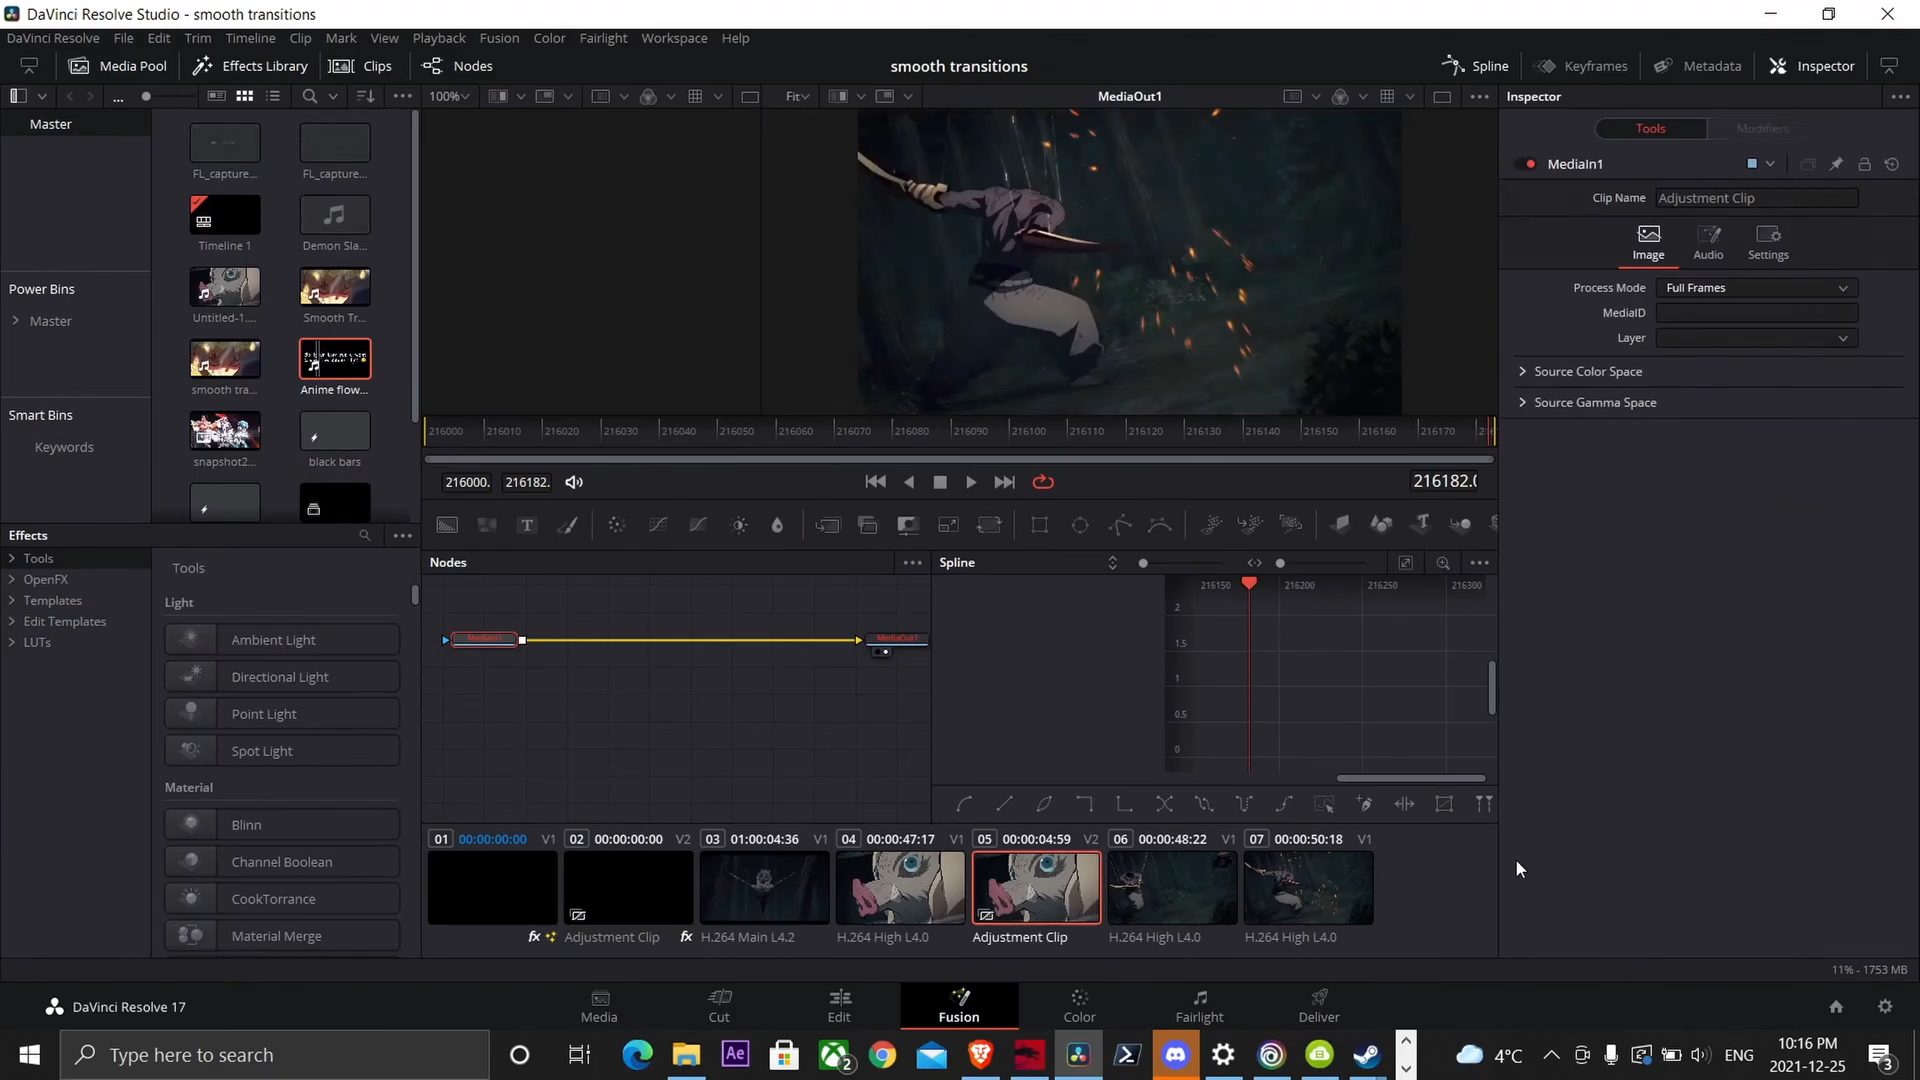 DaVinci Resolve Studio - smooth transitions
DaVinci Resolve File Edit Trim Timeline Clip Mark View Playback Fusion Color Fairlight Workspace Help
Media Pool Effects Library Clips Nodes smooth transitions Spline Keyframes Metadata Inspector
... 100% Fit MediaOut1 Inspector
Master
Tools Modifiers
MediaIn1
FL_capture... FL_capture...
Clip Name Adjustment Clip
Timeline 1 Demon Sla...
Image Audio Settings
Power Bins
Process Mode Full Frames
MediaID
Untitled-1.... Smooth Tr...
Master
Layer
Source Color Space
smooth tra... Anime flow...
Source Gamma Space
Smart Bins
Keywords
216000 216010 216020 216030 216040 216050 216060 216070 216080 216090 216100 216110 216120 216130 216140 216150 216160 216170
snapshot2... black bars
216000. 216182. 216182.0
Effects
Tools
OpenFX
Templates
Edit Templates
LUTs
Tools
Light
Ambient Light
Directional Light
Point Light
Spot Light
Material
Blinn
Channel Boolean
CookTorrance
Material Merge
Nodes
MediaIn1 MediaOut1
Spline
216150 216200 216250 216300
2
1.5
1
0.5
0
01 00:00:00:00 V1 02 00:00:00:00 V2 03 01:00:04:36 V1 04 00:00:47:17 V1 05 00:00:04:59 V2 06 00:00:48:22 V1 07 00:00:50:18 V1
fx Adjustment Clip fx H.264 Main L4.2 H.264 High L4.0 Adjustment Clip H.264 High L4.0 H.264 High L4.0
11% - 1753 MB
DaVinci Resolve 17
Media Cut Edit Fusion Color Fairlight Deliver
Type here to search
Ae
2
4°C
ENG
10:16 PM
2021-12-25
3